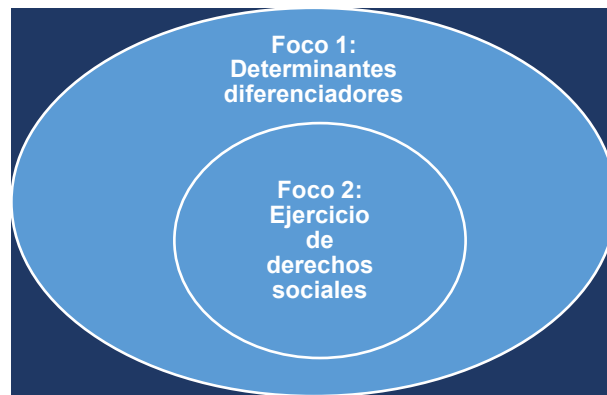 Foco 1:
Determinantes
diferenciadores
Foco 2:
Ejercicio
de
derechos
sociales